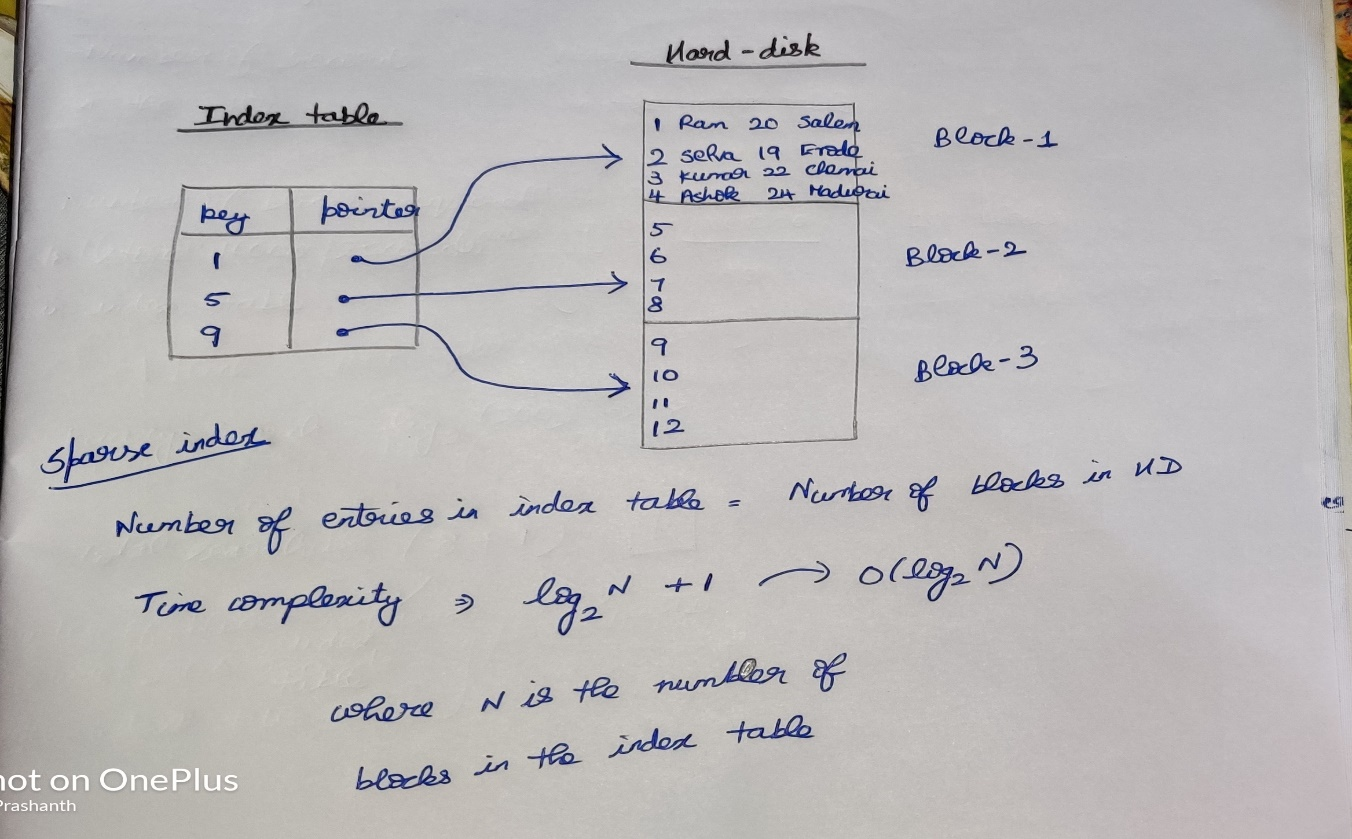 Hard-disk
Index table
key pointer
1
5
9
1 Ram 20 Salem
2 Selva 19 Erode
3 Kumar 22 Chennai
4 Ashok 24 Madurai
Block-1
5
6
7
8
Block-2
9
10
11
12
Block-3
Sparse index
Number of entries in index table = Number of blocks in HD
Time complexity ⇒ log₂N +1 → O(log₂N)
where N is the number of
blocks in the index table
not on OnePlus
Prashanth